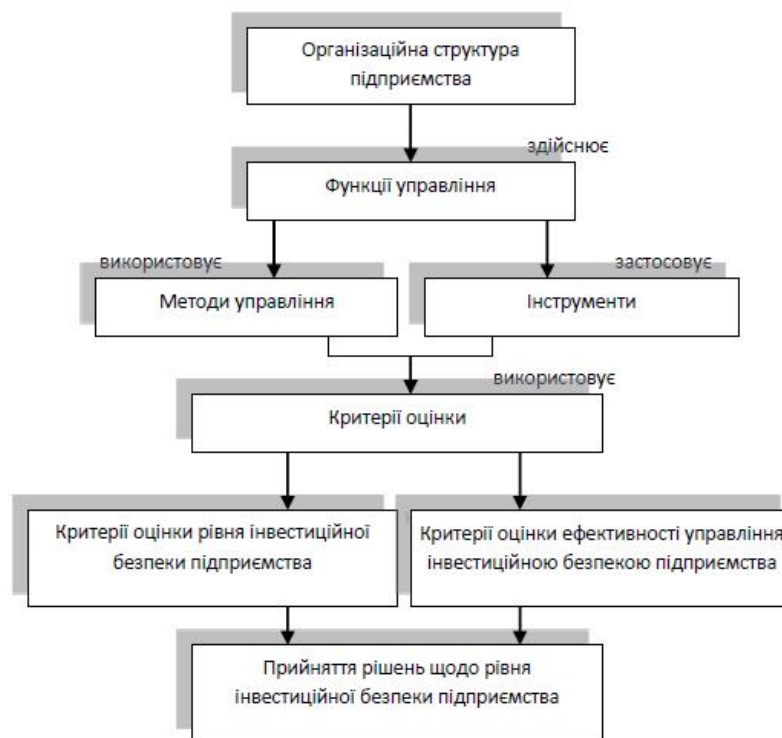 Організаційна структура
підприємства
здійснює
Функції управління
використовує
застосовує
Методи управління
Інструменти
використовує
Критерії оцінки
Критерії оцінки рівня інвестиційної
безпеки підприємства
Критерії оцінки ефективності управління
інвестиційною безпекою підприємства
Прийняття рішень щодо рівня
інвестиційної безпеки підприємства